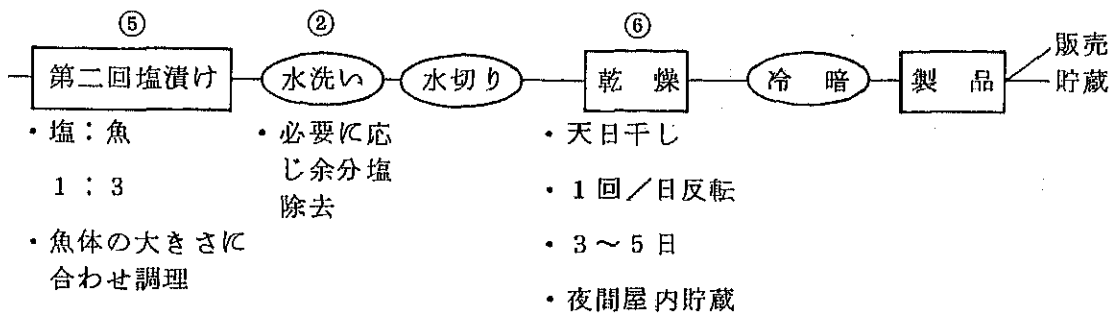 ⑤
②
⑥
第二回塩漬け
水洗い
水切り
乾 燥
冷 暗
製 品
販売
貯蔵
・塩：魚
1：3
・魚体の大きさに
合わせ調理
・必要に応
じ余分塩
除去
・天日干し
・1回／日反転
・3～5日
・夜間屋内貯蔵